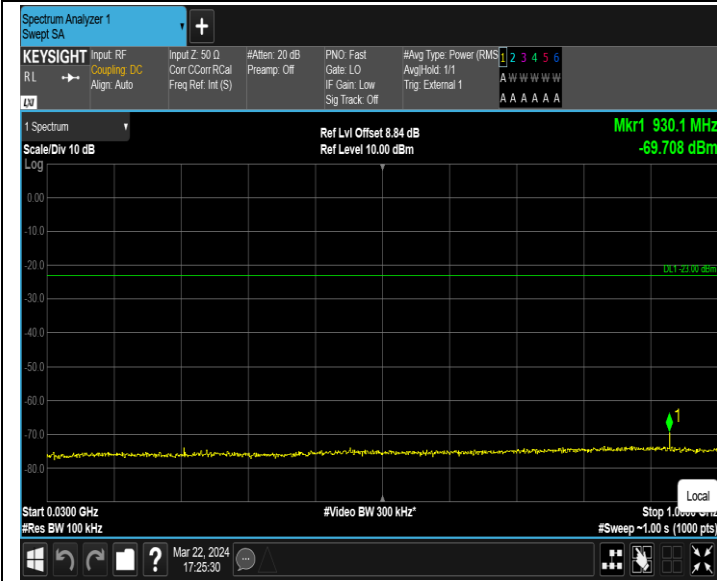 Spectrum Analyzer 1
Swept SA
+
KEYSIGHT
RL
LXI
Input: RF
Coupling: DC
Align: Auto
Input Z: 50 Ω
Corr CCorr RCal
Freq Ref: Int (S)
#Atten: 20 dB
Preamp: Off
PNO: Fast
Gate: LO
IF Gain: Low
Sig Track: Off
#Avg Type: Power (RMS
Avg|Hold: 1/1
Trig: External 1
1 2 3 4 5 6
A W W W W W
A A A A A A
1 Spectrum
Scale/Div 10 dB
Log
Ref Lvl Offset 8.84 dB
Ref Level 10.00 dBm
Mkr1 930.1 MHz
-69.708 dBm
0.00
-10.0
-20.0
DL1 -23.00 dBm
-30.0
-40.0
-50.0
-60.0
1
-70.0
-80.0
Local
Start 0.0300 GHz
#Res BW 100 kHz
#Video BW 300 kHz*
Stop 1.0000 GHz
#Sweep ~1.00 s (1000 pts)
?
Mar 22, 2024
17:25:30